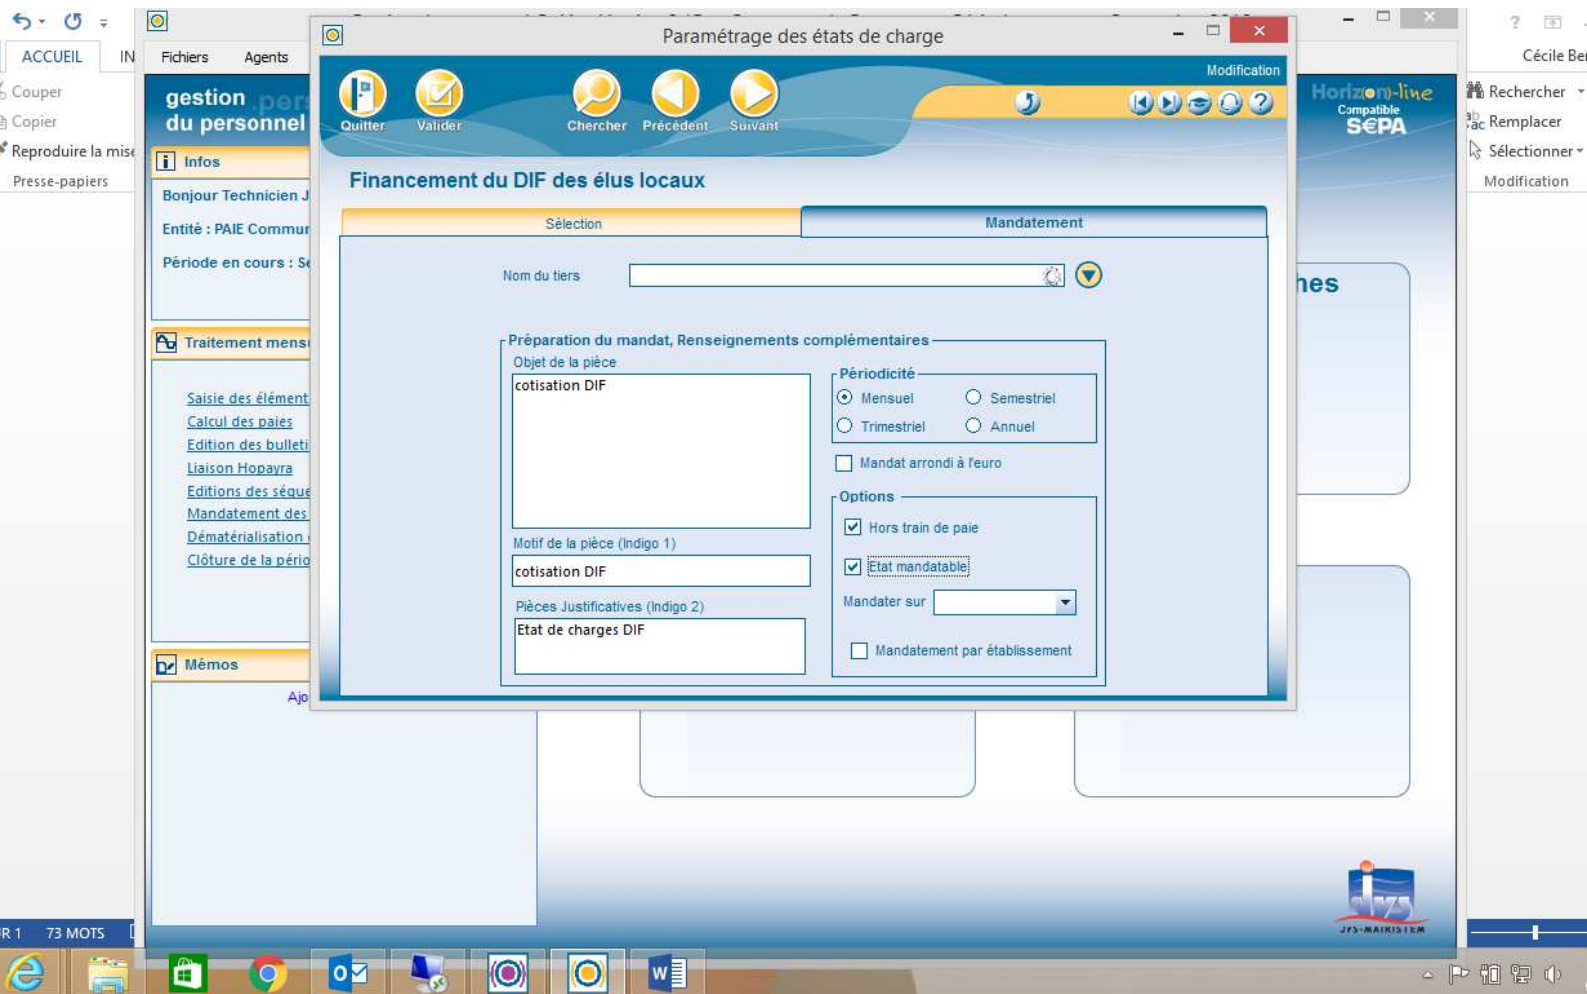 Paramétrage des états de charge
ACCUEIL
IN
Fichiers
Agents
Cécile Ber
Modification
Couper
Copier
Reproduire la mise
Presse-papiers
gestion
du personnel
Quitter
Valider
Chercher
Précédent
Suivant
Horizon-line
Compatible
S€PA
Rechercher
Remplacer
Sélectionner
Modification
Infos
Bonjour Technicien J
Entité : PAIE Commun
Période en cours : Se
Financement du DIF des élus locaux
Sélection
Mandatement
Nom du tiers
hes
Traitement mens
Saisie des élément
Calcul des paies
Edition des bulleti
Liaison Hopayra
Editions des séque
Mandatement des
Dématérialisation
Clôture de la pério
Préparation du mandat, Renseignements complémentaires
Objet de la pièce
cotisation DIF
Motif de la pièce (Indigo 1)
cotisation DIF
Pièces Justificatives (Indigo 2)
Etat de charges DIF
Périodicité
Mensuel
Semestriel
Trimestriel
Annuel
Mandat arrondi à l'euro
Options
Hors train de paie
Etat mandatable
Mandater sur
Mandatement par établissement
Mémos
Ajo
JVS
JVS-MAIRISTEM
R 1
73 MOTS